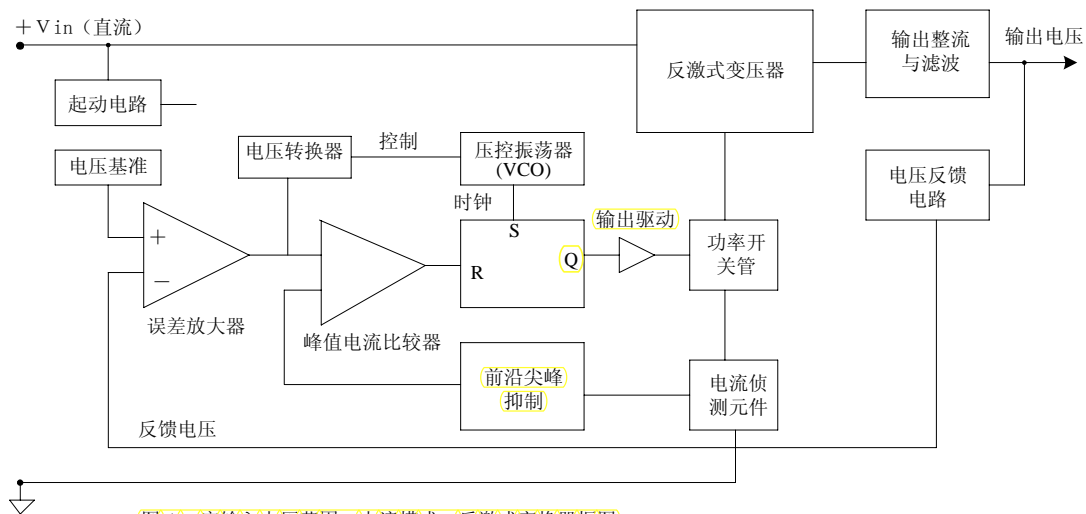 ＋Vin（直流）
起动电路
反激式变压器
输出整流
与滤波
输出电压
电压基准
电压转换器
控制
压控振荡器
(VCO)
时钟
电压反馈
电路
+
−
误差放大器
峰值电流比较器
S
R
Q
输出驱动
功率开
关管
前沿尖峰
抑制
电流侦
测元件
反馈电压